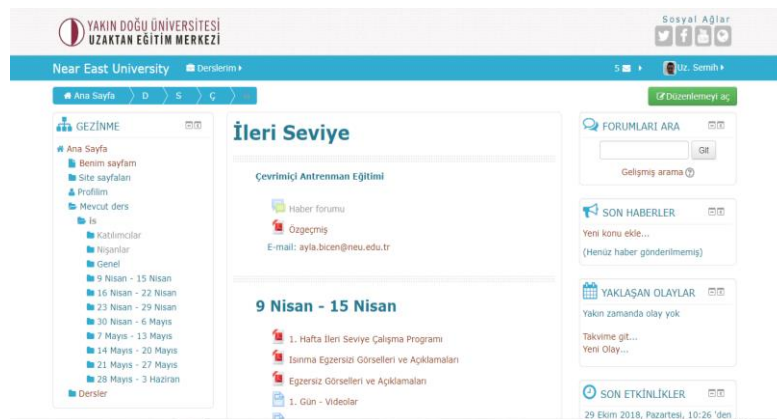 YAKIN DOĞU ÜNİVERSİTESİ
UZAKTAN EĞİTİM MERKEZİ
Sosyal Ağlar
Near East University
Derslerim
5
Uz. Semih
Ana Sayfa
D
S
Ç
Düzenlemeyi aç
GEZİNME
Ana Sayfa
Benim sayfam
Site sayfaları
Profilim
Mevcut ders
is
Katılımcılar
Nişanlar
Genel
9 Nisan - 15 Nisan
16 Nisan - 22 Nisan
23 Nisan - 29 Nisan
30 Nisan - 6 Mayıs
7 Mayıs - 13 Mayıs
14 Mayıs - 20 Mayıs
21 Mayıs - 27 Mayıs
28 Mayıs - 3 Haziran
Dersler
İleri Seviye
Çevrimiçi Antrenman Eğitimi
Haber forumu
Özgeçmiş
E-mail: ayla.bicen@neu.edu.tr
9 Nisan - 15 Nisan
1. Hafta İleri Seviye Çalışma Programı
Isınma Egzersizi Görselleri ve Açıklamaları
Egzersiz Görselleri ve Açıklamaları
1. Gün - Videolar
FORUMLARI ARA
Git
Gelişmiş arama
SON HABERLER
Yeni konu ekle...
(Henüz haber gönderilmemiş)
YAKLAŞAN OLAYLAR
Yakın zamanda olay yok
Takvime git...
Yeni Olay...
SON ETKİNLİKLER
29 Ekim 2018, Pazartesi, 10:26 'den